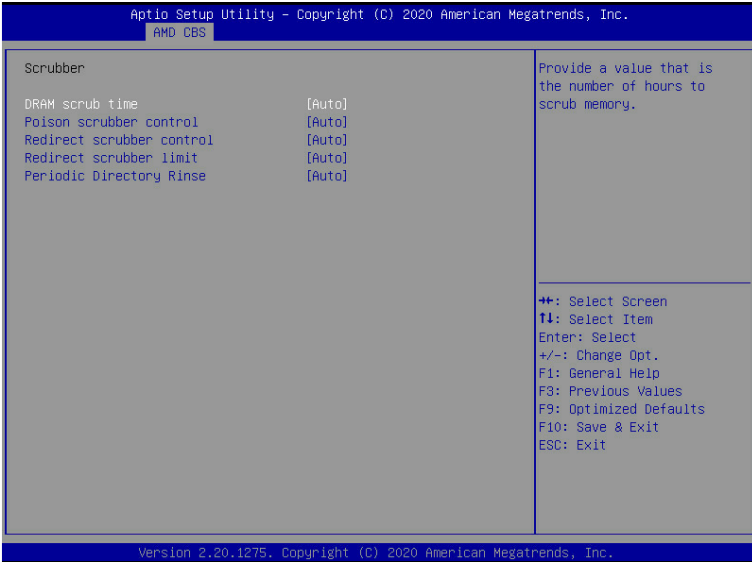 Aptio Setup Utility – Copyright (C) 2020 American Megatrends, Inc.
AMD CBS
Scrubber
DRAM scrub time [Auto]
Poison scrubber control [Auto]
Redirect scrubber control [Auto]
Redirect scrubber limit [Auto]
Periodic Directory Rinse [Auto]
Provide a value that is
the number of hours to
scrub memory.
→←: Select Screen
↑↓: Select Item
Enter: Select
+/-: Change Opt.
F1: General Help
F3: Previous Values
F9: Optimized Defaults
F10: Save & Exit
ESC: Exit
Version 2.20.1275. Copyright (C) 2020 American Megatrends, Inc.